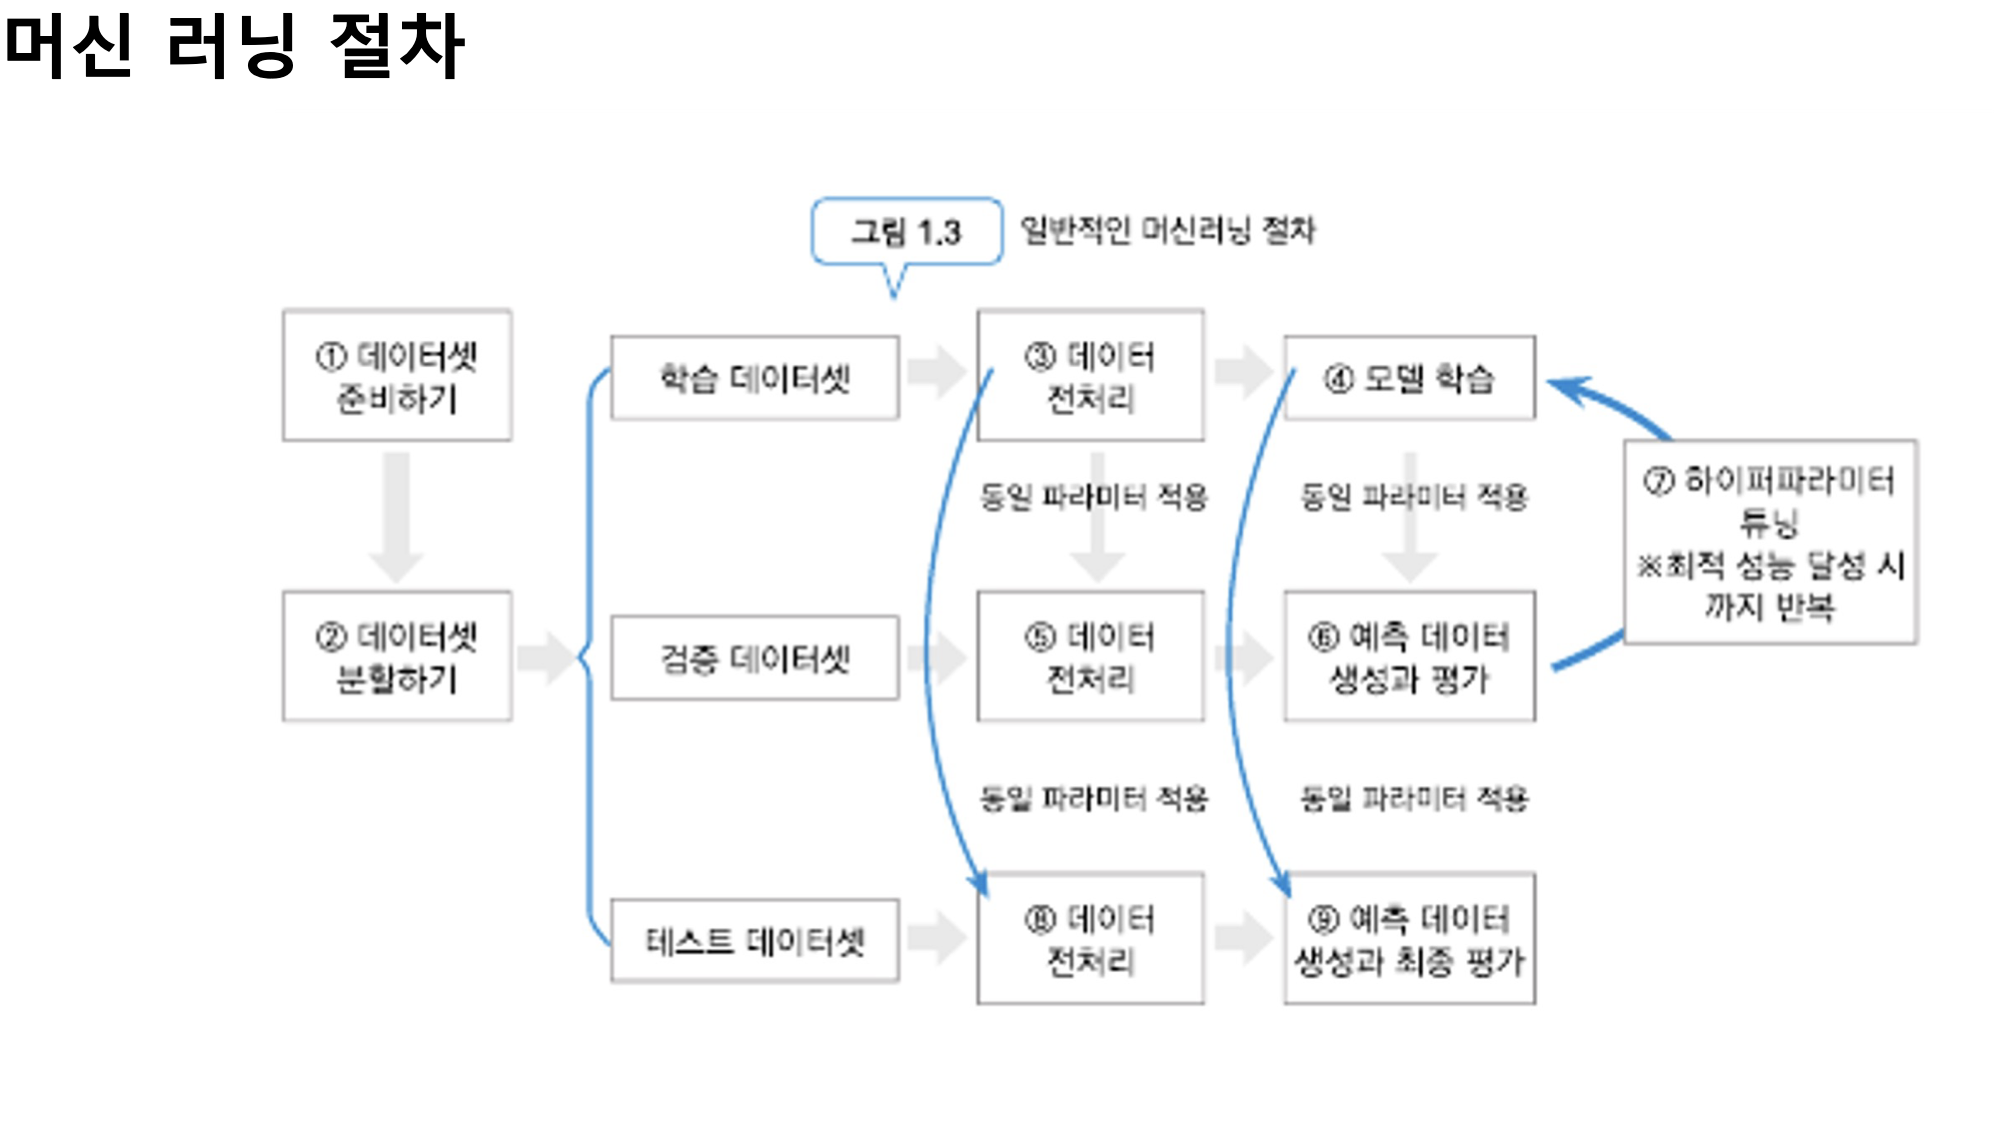 머신 러닝 절차
그림 1.3
일반적인 머신러닝 절차
① 데이터셋
준비하기
② 데이터셋
분할하기
학습 데이터셋
③ 데이터
전처리
④ 모델 학습
동일 파라미터 적용
동일 파라미터 적용
⑦ 하이퍼파라미터
튜닝
※최적 성능 달성 시
까지 반복
검증 데이터셋
⑤ 데이터
전처리
⑥ 예측 데이터
생성과 평가
동일 파라미터 적용
동일 파라미터 적용
테스트 데이터셋
⑧ 데이터
전처리
⑨ 예측 데이터
생성과 최종 평가